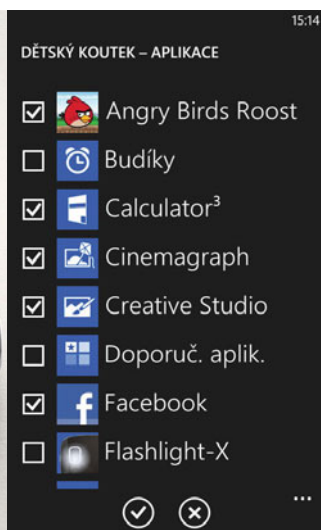 15:14
DĚTSKÝ KOUTEK – APLIKACE
Angry Birds Roost
Budíky
Calculator³
Cinemagraph
Creative Studio
Doporuč. aplik.
Facebook
Flashlight-X